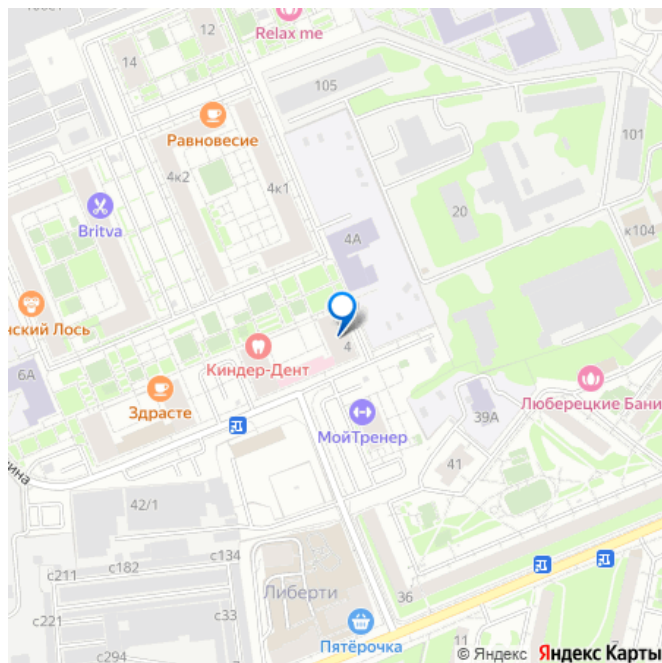 12
Relax me
14
105
Равновесие
101
4к2
4к1
20
Britva
4А
к104
нский Лось
4
Киндер-Дент
6А
Здрасте
Люберецкие Бани
39А
МойТренер
41
ина
42/1
с134
с182
с211
Либерти
36
с33
с221
Пятёрочка
11
7
с294
© Яндекс Яндекс Карты